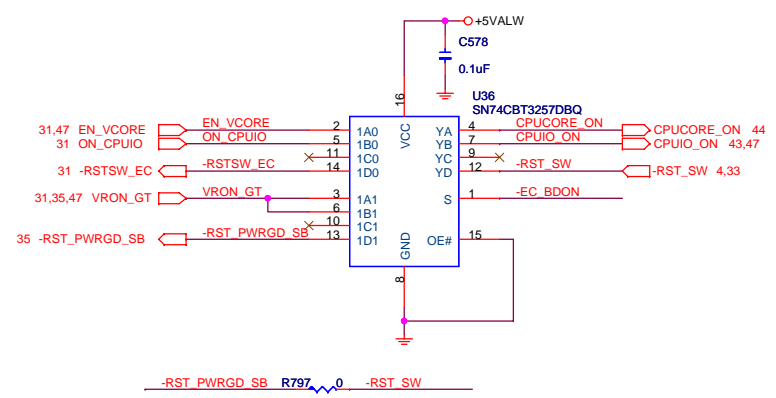 +5VALW
C578
0.1uF
U36
SN74CBT3257DBQ
16
VCC
31,47 EN_VCORE EN_VCORE 2 1A0 YA 4 CPUCORE_ON CPUCORE_ON 44
31 ON_CPUIO ON_CPUIO 5 1B0 YB 7 CPUIO_ON CPUIO_ON 43,47
11 1C0 YC 9
31 -RSTSW_EC -RSTSW_EC 14 1D0 YD 12 -RST_SW -RST_SW 4,33
31,35,47 VRON_GT VRON_GT 3 1A1 S 1 -EC_BDON
6 1B1
10 1C1
35 -RST_PWRGD_SB -RST_PWRGD_SB 13 1D1 OE# 15
GND
8
-RST_PWRGD_SB R797 0 -RST_SW